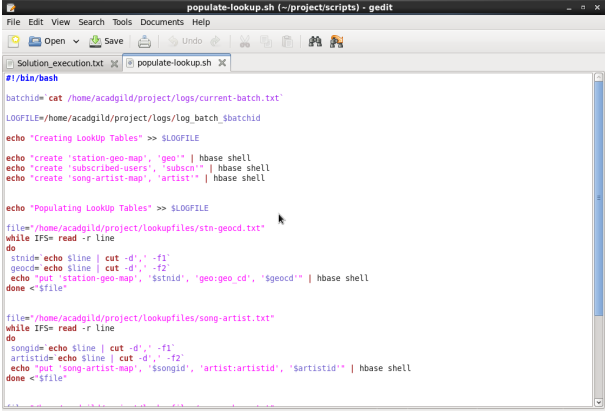 populate-lookup.sh (~/project/scripts) - gedit
File Edit View Search Tools Documents Help
Open Save Undo
Solution_execution.txt populate-lookup.sh
#!/bin/bash
batchid=`cat /home/acadgild/project/logs/current-batch.txt`
LOGFILE=/home/acadgild/project/logs/log_batch_$batchid
echo "Creating LookUp Tables" >> $LOGFILE
echo "create 'station-geo-map', 'geo'" | hbase shell
echo "create 'subscribed-users', 'subscn'" | hbase shell
echo "create 'song-artist-map', 'artist'" | hbase shell
echo "Populating LookUp Tables" >> $LOGFILE
file="/home/acadgild/project/lookupfiles/stn-geocd.txt"
while IFS= read -r line
do
stnid=`echo $line | cut -d',' -f1`
geocd=`echo $line | cut -d',' -f2`
echo "put 'station-geo-map', '$stnid', 'geo:geo_cd', '$geocd'" | hbase shell
done <"$file"
file="/home/acadgild/project/lookupfiles/song-artist.txt"
while IFS= read -r line
do
songid=`echo $line | cut -d',' -f1`
artistid=`echo $line | cut -d',' -f2`
echo "put 'song-artist-map', '$songid', 'artist:artistid', '$artistid'" | hbase shell
done <"$file"